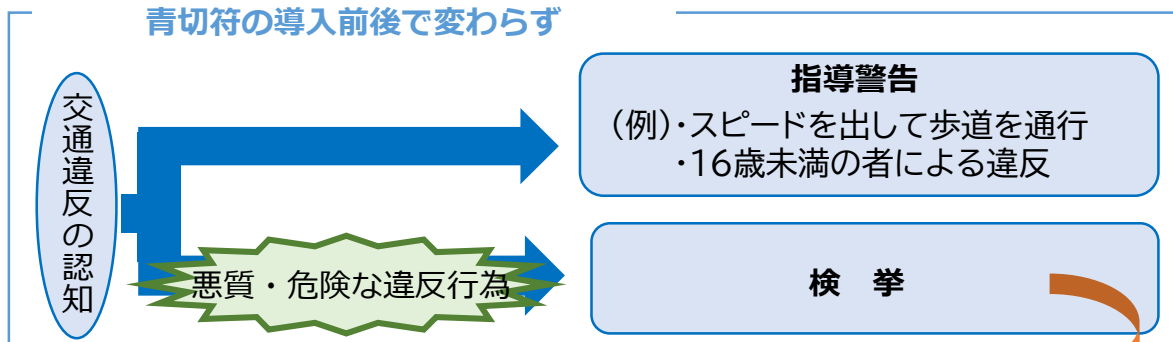 青切符の導入前後で変わらず
交通違反の認知
指導警告
(例)・スピードを出して歩道を通行
・16歳未満の者による違反
悪質・危険な違反行為
検 挙